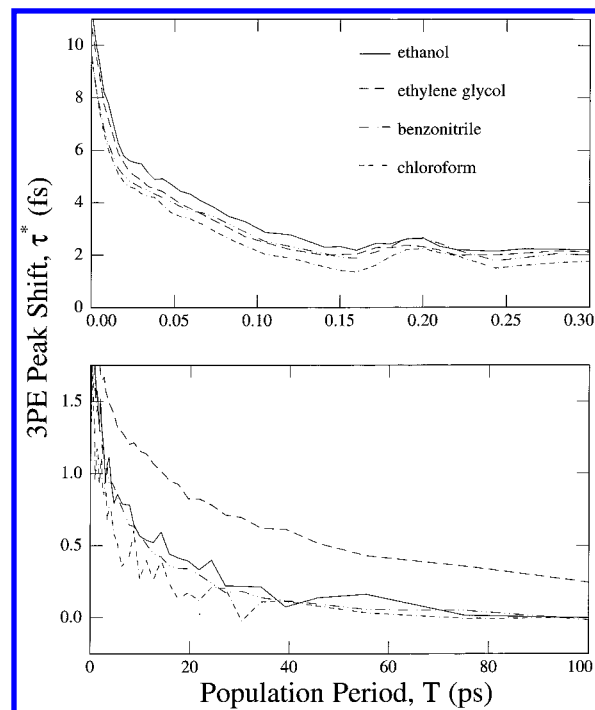 10
8
6
4
2
0
ethanol
ethylene glycol
benzonitrile
chloroform
0.00 0.05 0.10 0.15 0.20 0.25 0.30
3PE Peak Shift, τ* (fs)
1.5
1.0
0.5
0.0
0 20 40 60 80 100
Population Period, T (ps)